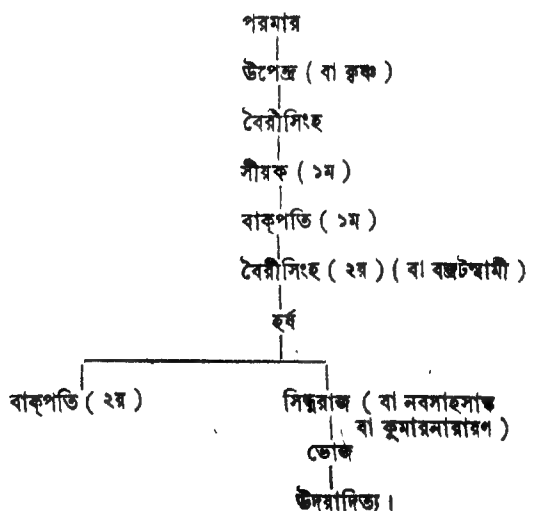 পরমার
উপেন্দ্র ( বা কৃষ্ণ )
বৈরীসিংহ
সীয়ক ( ১ম )
বাক্‌পতি ( ১ম )
বৈরীসিংহ ( ২য় ) ( বা বজ্রটস্বামী )
হর্ষ
বাক্‌পতি ( ২য় ) সিন্ধুরাজ ( বা নবসাহসাঙ্ক
বা কুমারনারায়ণ )
ভোজ
উদয়াদিত্য ।